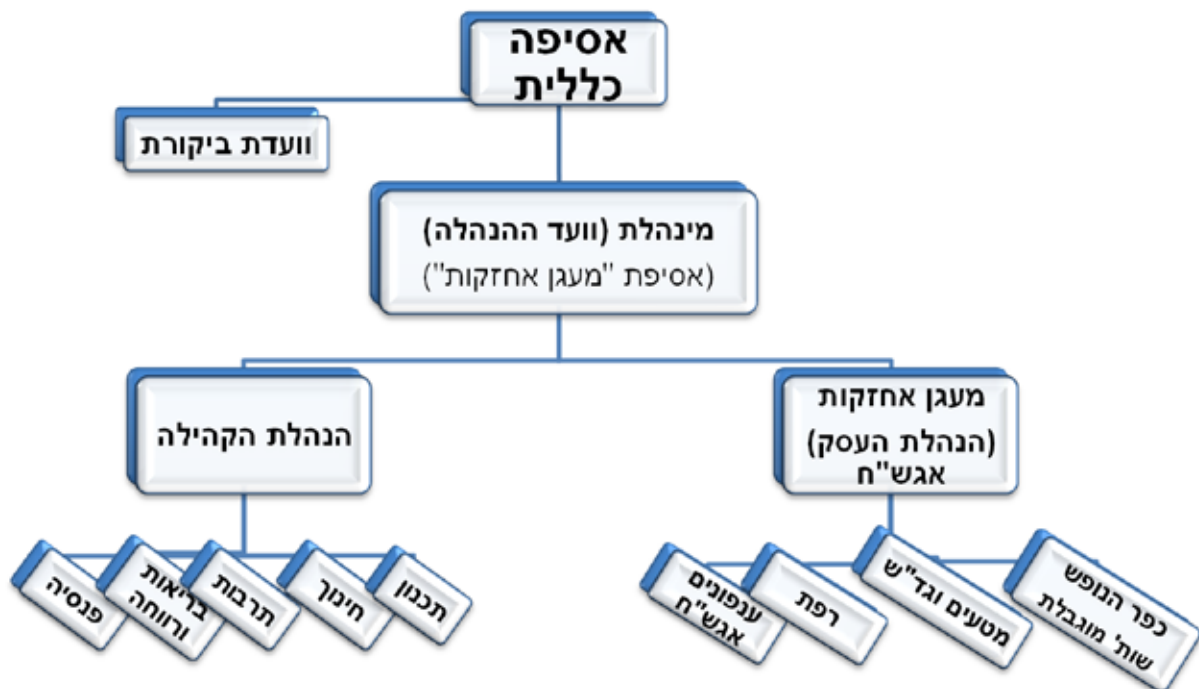 אסיפה
כללית
וועדת ביקורת
מינהלת (וועד ההנהלה)
(אסיפת "מעגן אחזקות")
מעגן אחזקות
(הנהלת העסק)
אגש"ח
הנהלת הקהילה
כפר הנופש
שות' מוגבלת
מטעים וגד"ש
רפת
ענפונים
אגש"ח
תכנון
חינוך
תרבות
בריאות
ורווחה
פנסיה